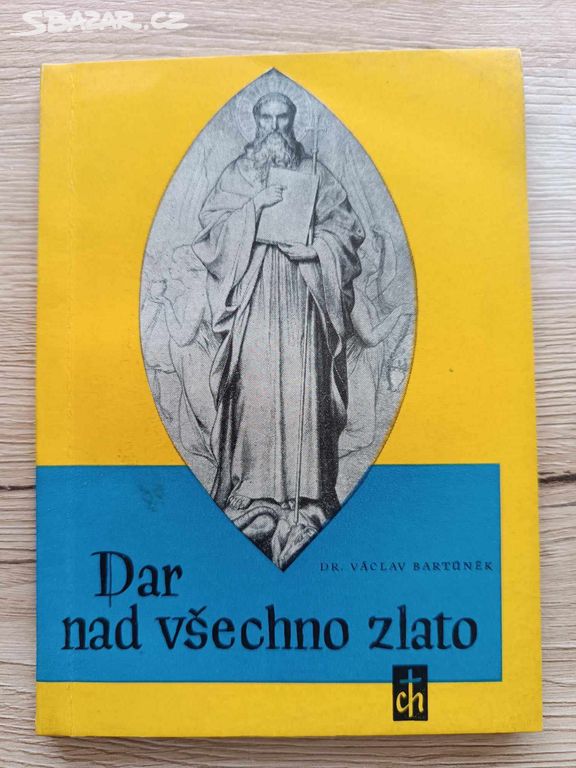 SBAZAR.CZ
DR. VÁCLAV BARTŮNĚK
Dar
nad všechno zlato
ch